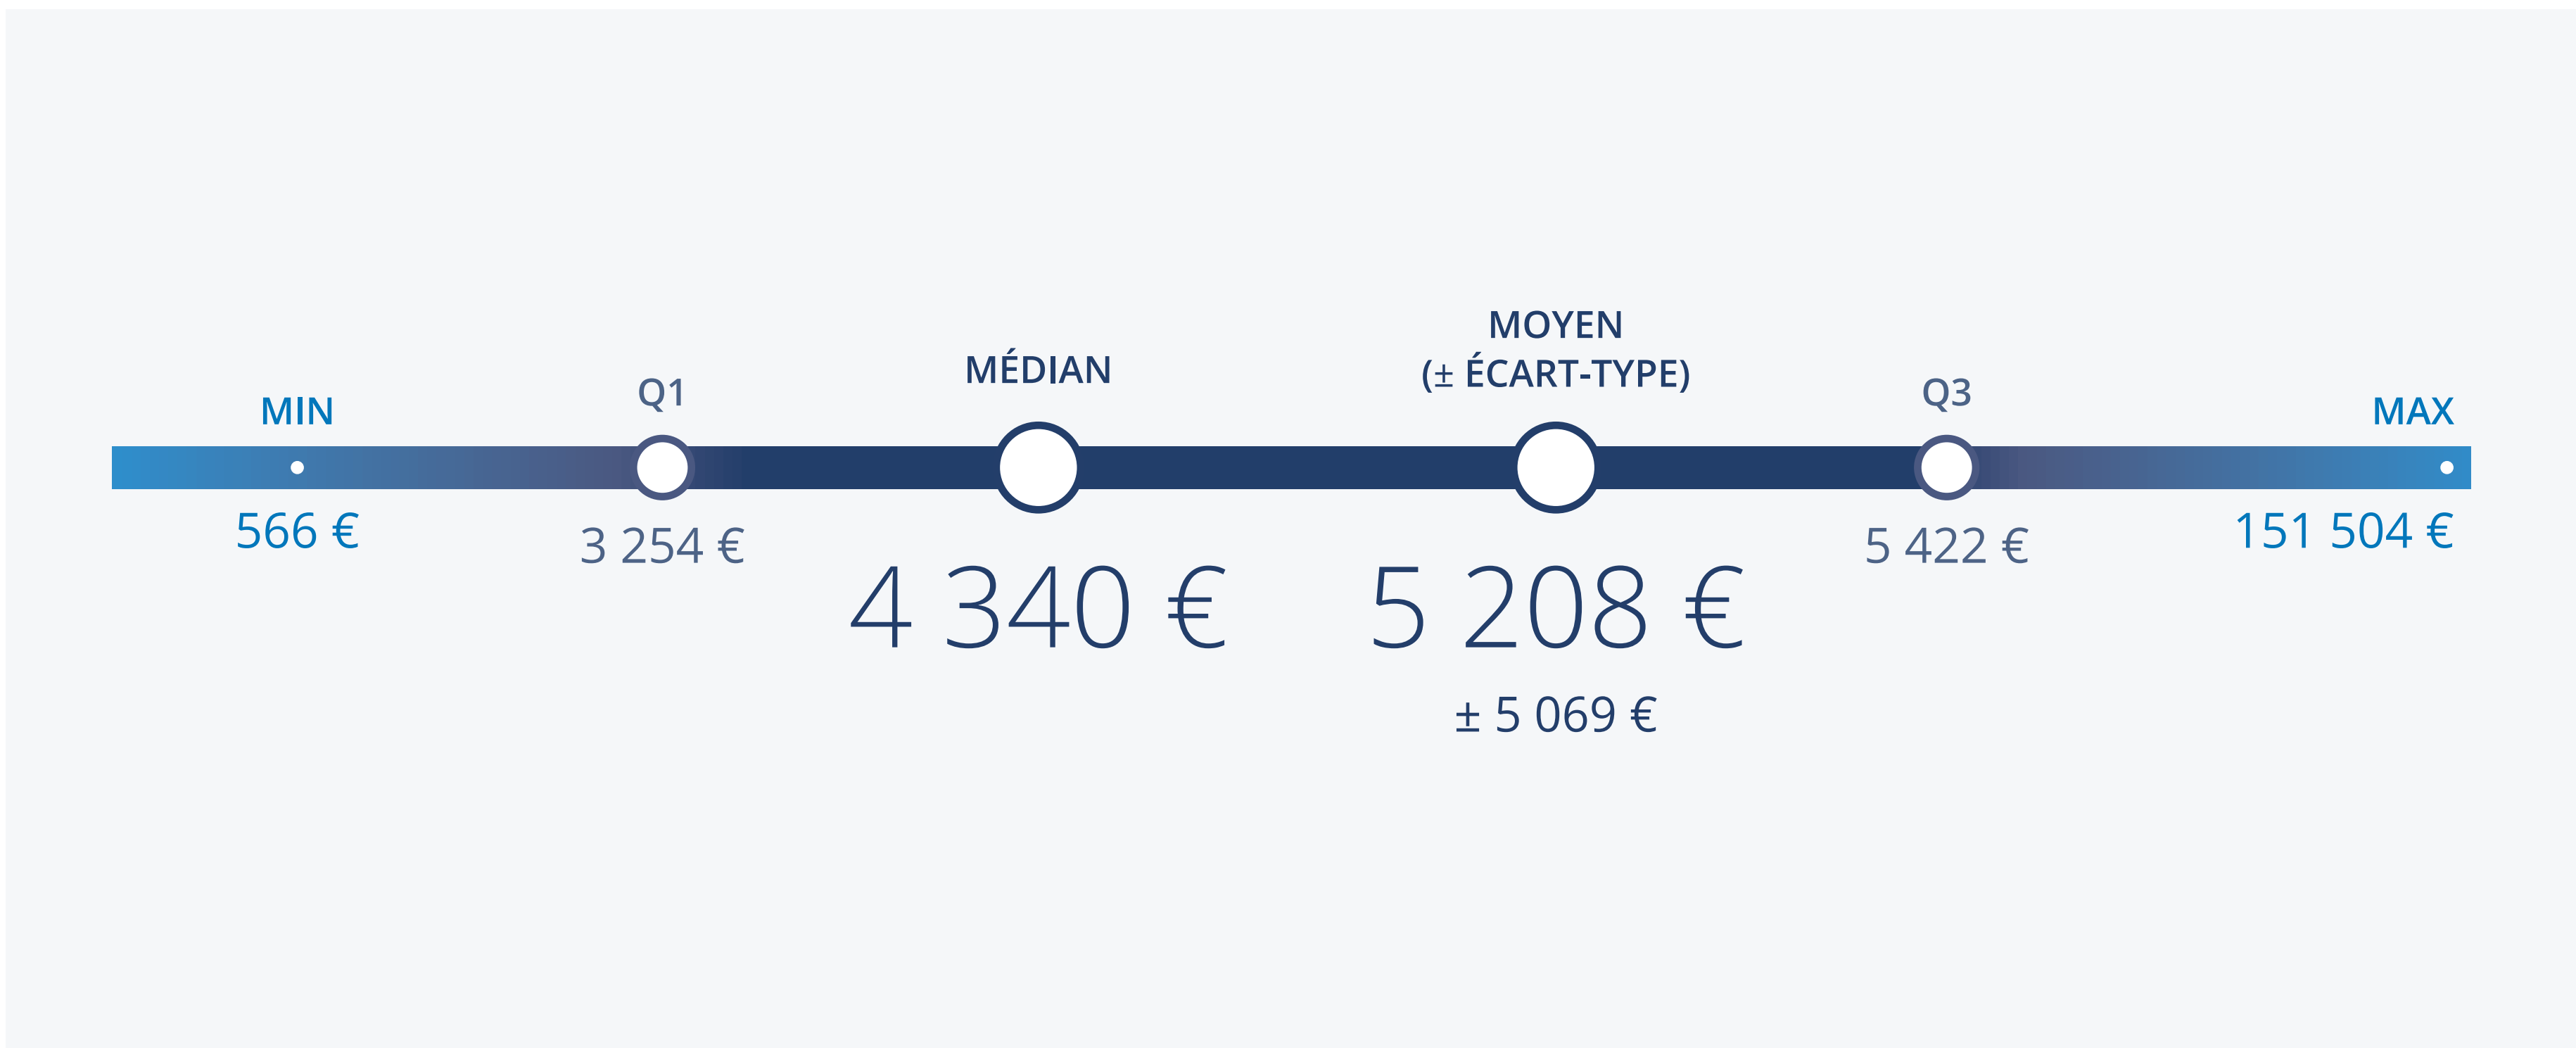 MOYEN
(± ÉCART-TYPE)
MÉDIAN
Q1
Q3
MIN
MAX
566 €
3 254 €
4 340 €
5 208 €
5 422 €
151 504 €
± 5 069 €